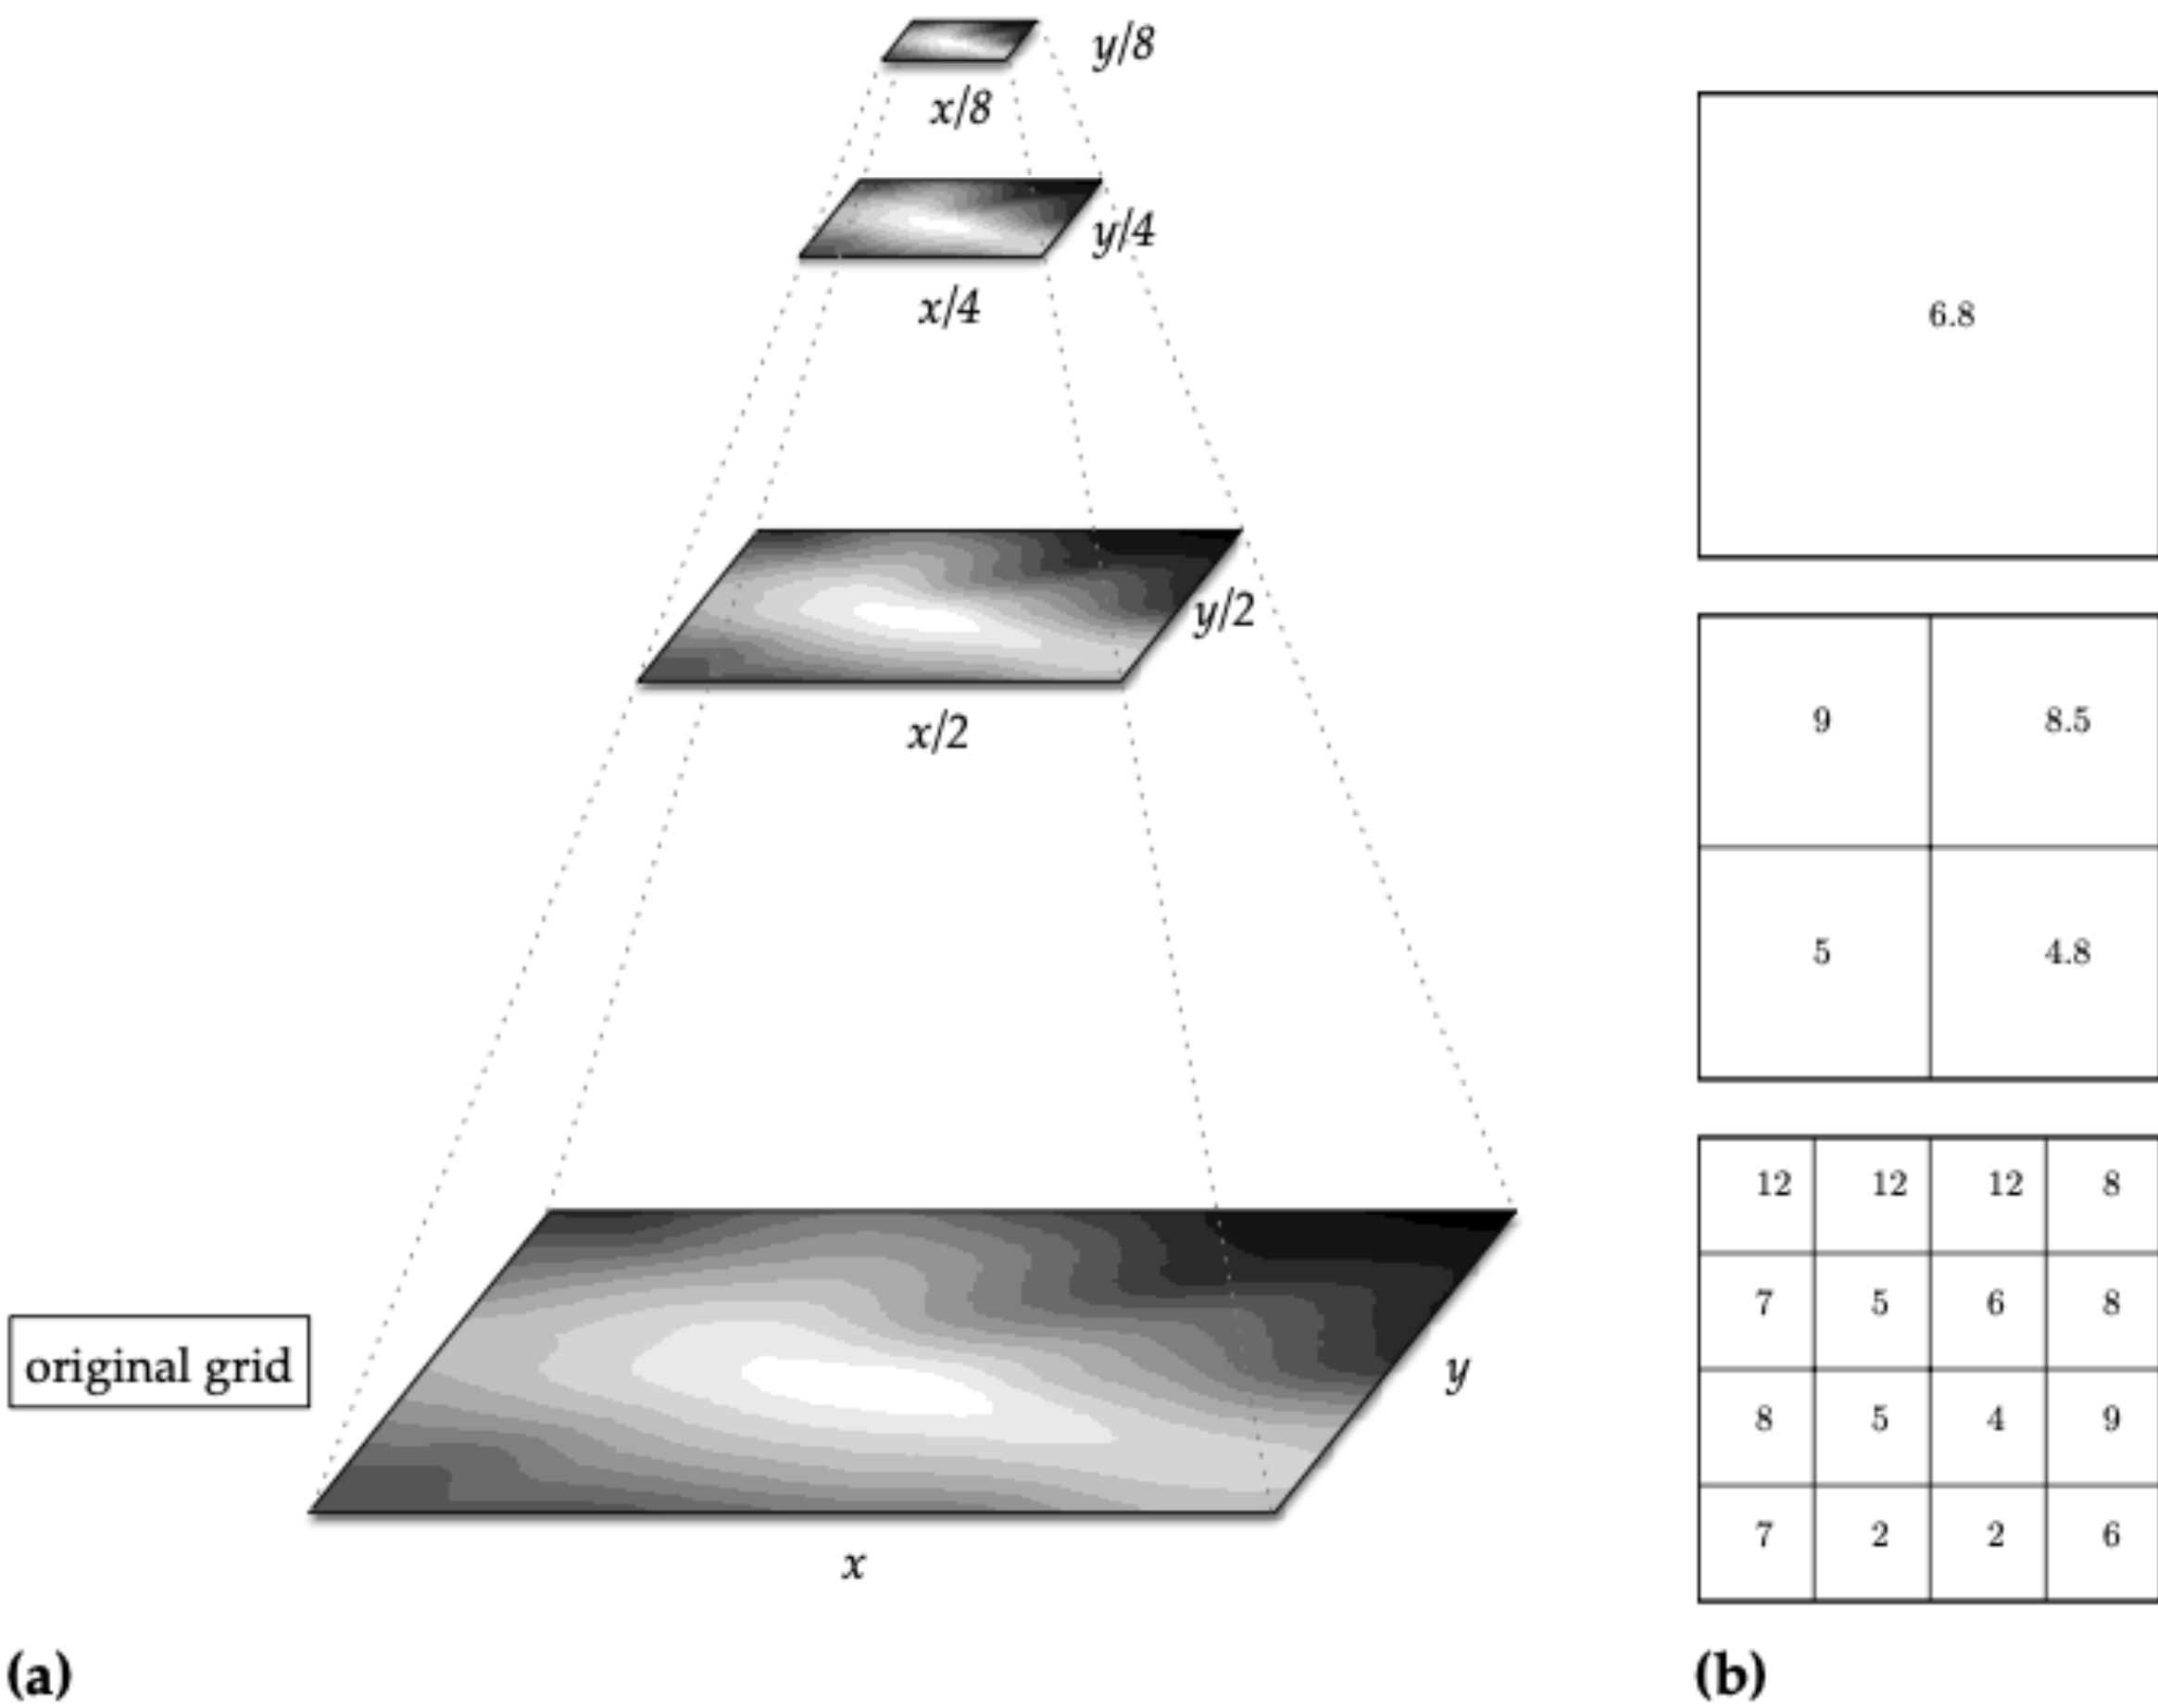 y/8
x/8
y/4
x/4
y/2
x/2
original grid
y
x
(a)
6.8
9 8.5
5 4.8
12 12 12 8
7 5 6 8
8 5 4 9
7 2 2 6
(b)